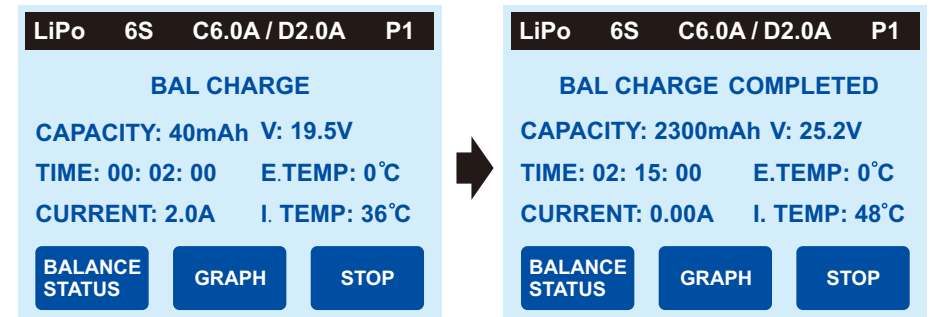 LiPo 6S C6.0A / D2.0A P1
BAL CHARGE
CAPACITY: 40mAh V: 19.5V
TIME: 00: 02: 00 E.TEMP: 0°C
CURRENT: 2.0A I. TEMP: 36°C
BALANCE
STATUS
GRAPH
STOP
LiPo 6S C6.0A / D2.0A P1
BAL CHARGE COMPLETED
CAPACITY: 2300mAh V: 25.2V
TIME: 02: 15: 00 E.TEMP: 0°C
CURRENT: 0.00A I. TEMP: 48°C
BALANCE
STATUS
GRAPH
STOP